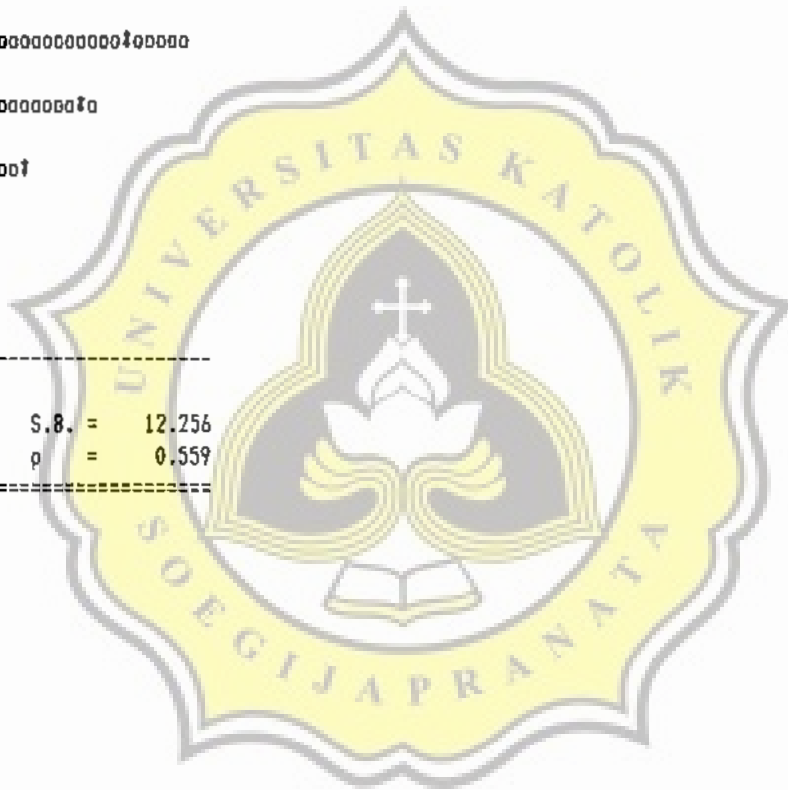 UNIVERSITAS KATOLIK
S.B. = 12.256
p = 0.559
SOEGIJAPRANATA